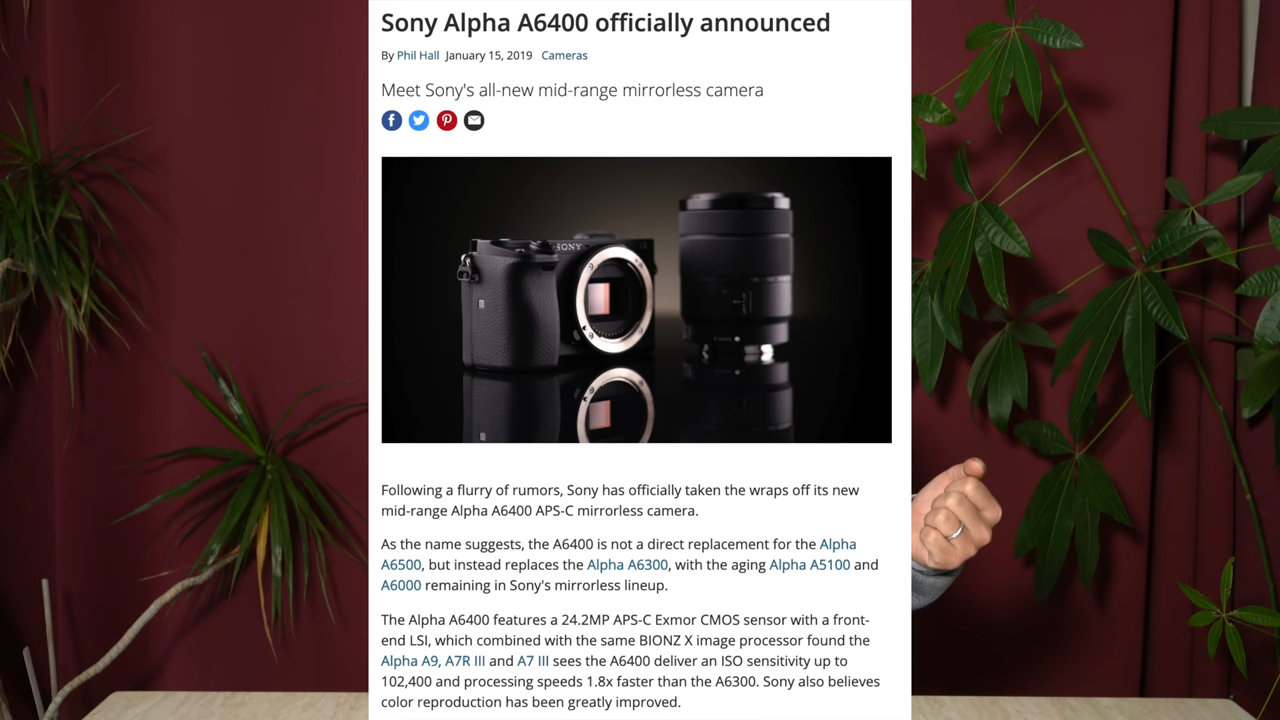 Sony Alpha A6400 officially announced
By Phil Hall January 15, 2019 Cameras
Meet Sony's all-new mid-range mirrorless camera
SONY
Following a flurry of rumors, Sony has officially taken the wraps off its new
mid-range Alpha A6400 APS-C mirrorless camera.
As the name suggests, the A6400 is not a direct replacement for the Alpha
A6500, but instead replaces the Alpha A6300, with the aging Alpha A5100 and
A6000 remaining in Sony's mirrorless lineup.
The Alpha A6400 features a 24.2MP APS-C Exmor CMOS sensor with a front-
end LSI, which combined with the same BIONZ X image processor found the
Alpha A9, A7R III and A7 III sees the A6400 deliver an ISO sensitivity up to
102,400 and processing speeds 1.8x faster than the A6300. Sony also believes
color reproduction has been greatly improved.